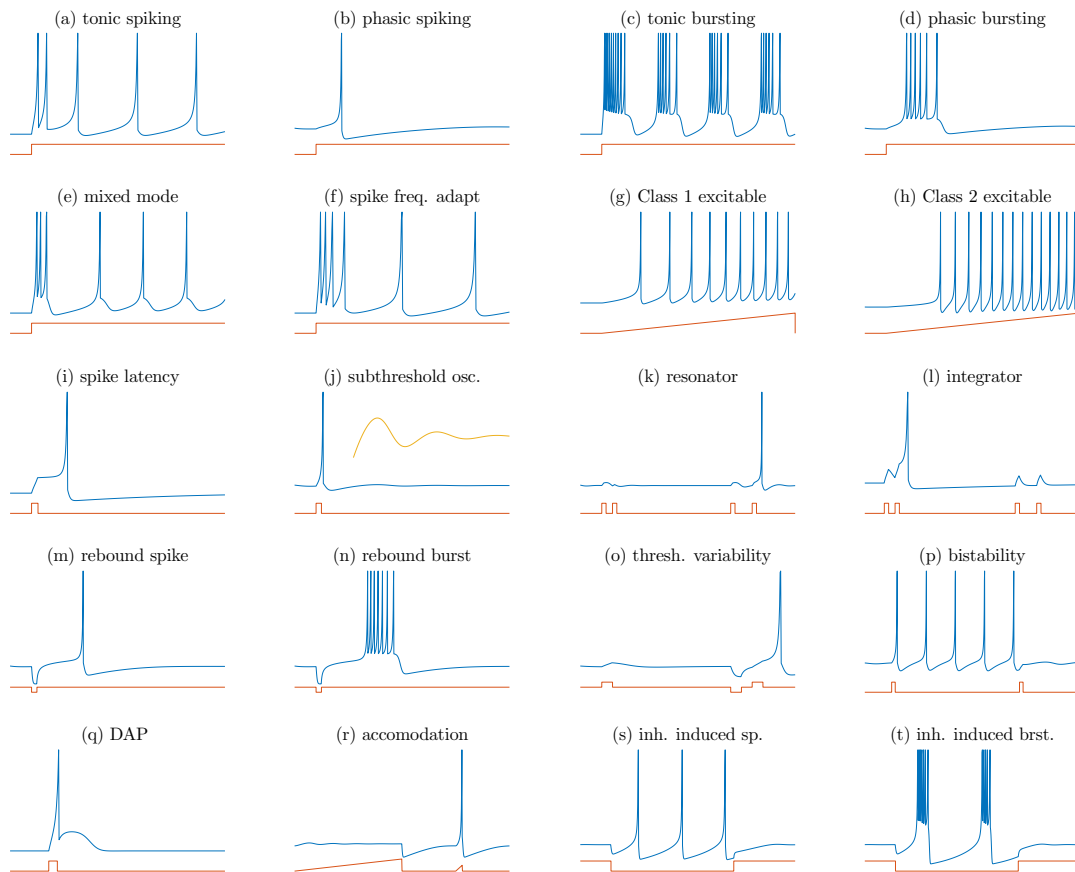 (a) tonic spiking
(b) phasic spiking
(c) tonic bursting
(d) phasic bursting
(e) mixed mode
(f) spike freq. adapt
(g) Class 1 excitable
(h) Class 2 excitable
(i) spike latency
(j) subthreshold osc.
(k) resonator
(l) integrator
(m) rebound spike
(n) rebound burst
(o) thresh. variability
(p) bistability
(q) DAP
(r) accomodation
(s) inh. induced sp.
(t) inh. induced brst.